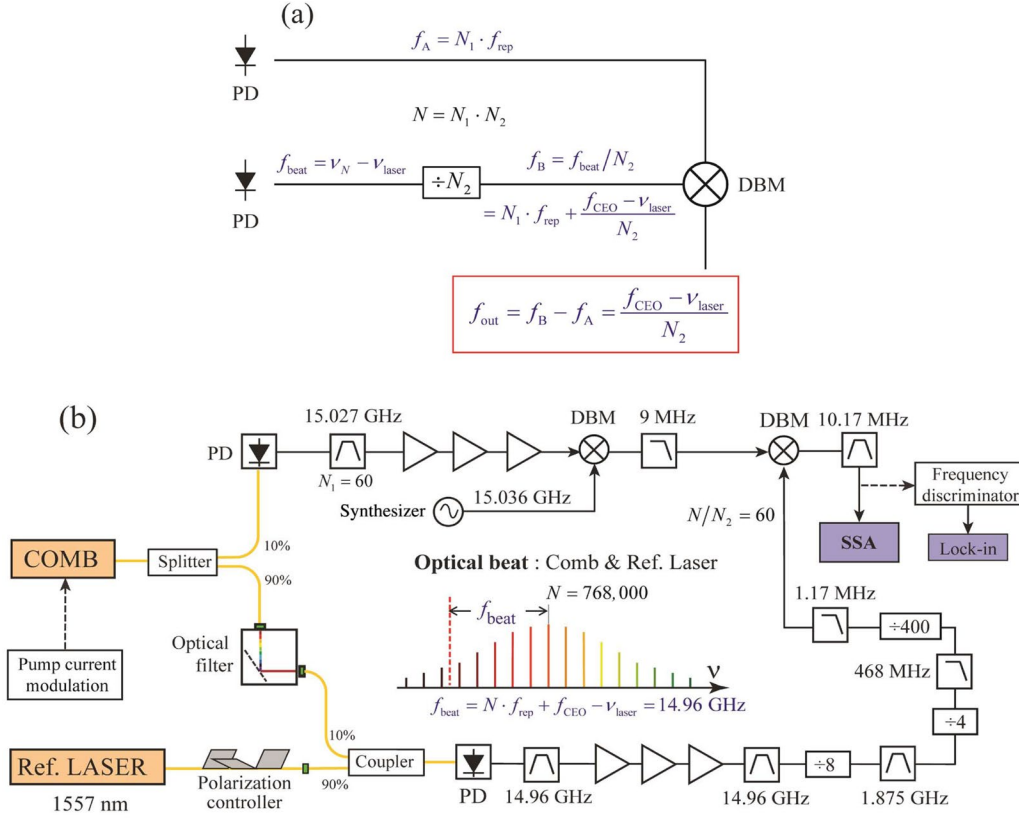 (a)
f_A = N_1 · f_rep
PD
N = N_1 · N_2
f_beat = ν_N − ν_laser
÷N_2
f_B = f_beat/N_2
DBM
PD
= N_1 · f_rep + (f_CEO − ν_laser)/N_2
f_out = f_B − f_A = (f_CEO − ν_laser)/N_2
(b)
15.027 GHz
DBM
9 MHz
DBM
10.17 MHz
PD
N_1 = 60
Synthesizer
15.036 GHz
N/N_2 = 60
Frequency
discriminator
SSA
Lock-in
COMB
Splitter
10%
90%
Optical beat : Comb & Ref. Laser
N = 768,000
f_beat
ν
f_beat = N · f_rep + f_CEO − ν_laser = 14.96 GHz
1.17 MHz
÷400
468 MHz
÷4
Pump current
modulation
Optical
filter
10%
Ref. LASER
1557 nm
Polarization
controller
90%
Coupler
PD
14.96 GHz
14.96 GHz
÷8
1.875 GHz